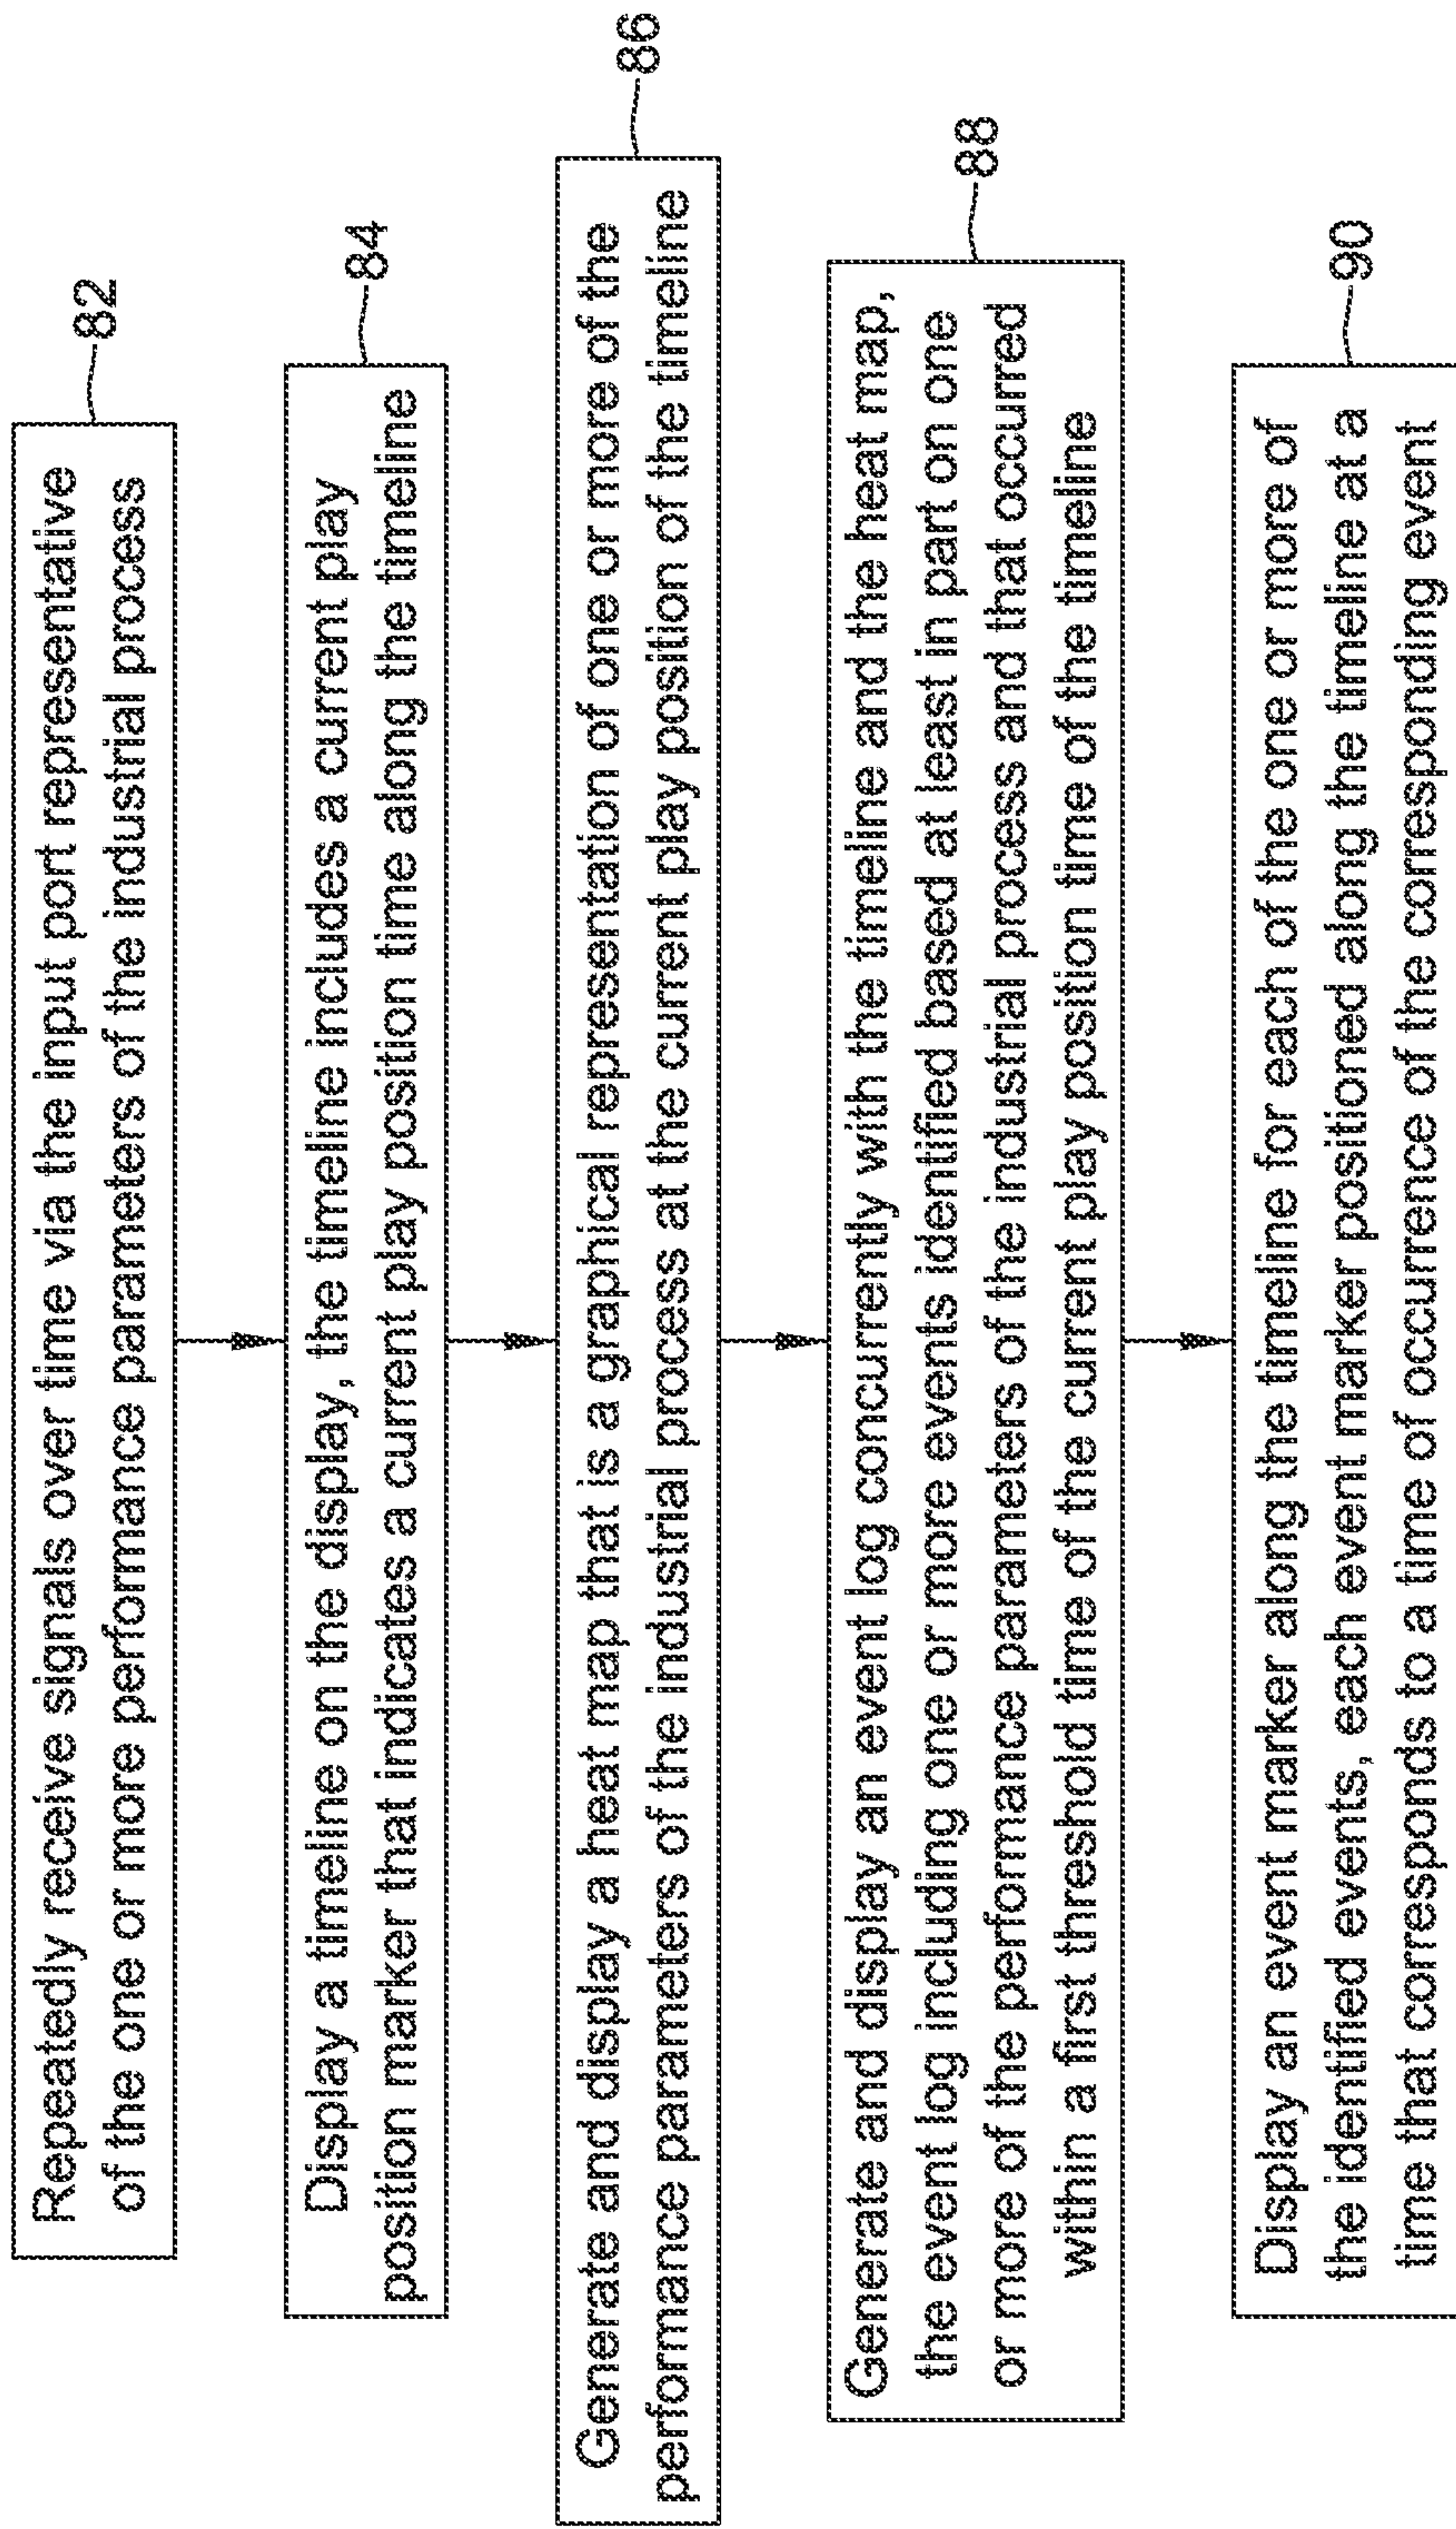 Repeatedly receive signals over time via the input port representative
of the one or more performance parameters of the industrial process
82
Display a timeline on the display, the timeline includes a current play
position marker that indicates a current play position time along the timeline
84
Generate and display a heat map that is a graphical representation of one or more of the
performance parameters of the industrial process at the current play position of the timeline
86
Generate and display an event log concurrently with the timeline and the heat map,
the event log including one or more events identified based at least in part on one
or more of the performance parameters of the industrial process and that occurred
within a first threshold time of the current play position time of the timeline
88
Display an event marker along the timeline for each of the one or more of
the identified events, each event marker positioned along the timeline at a
time that corresponds to a time of occurrence of the corresponding event
90